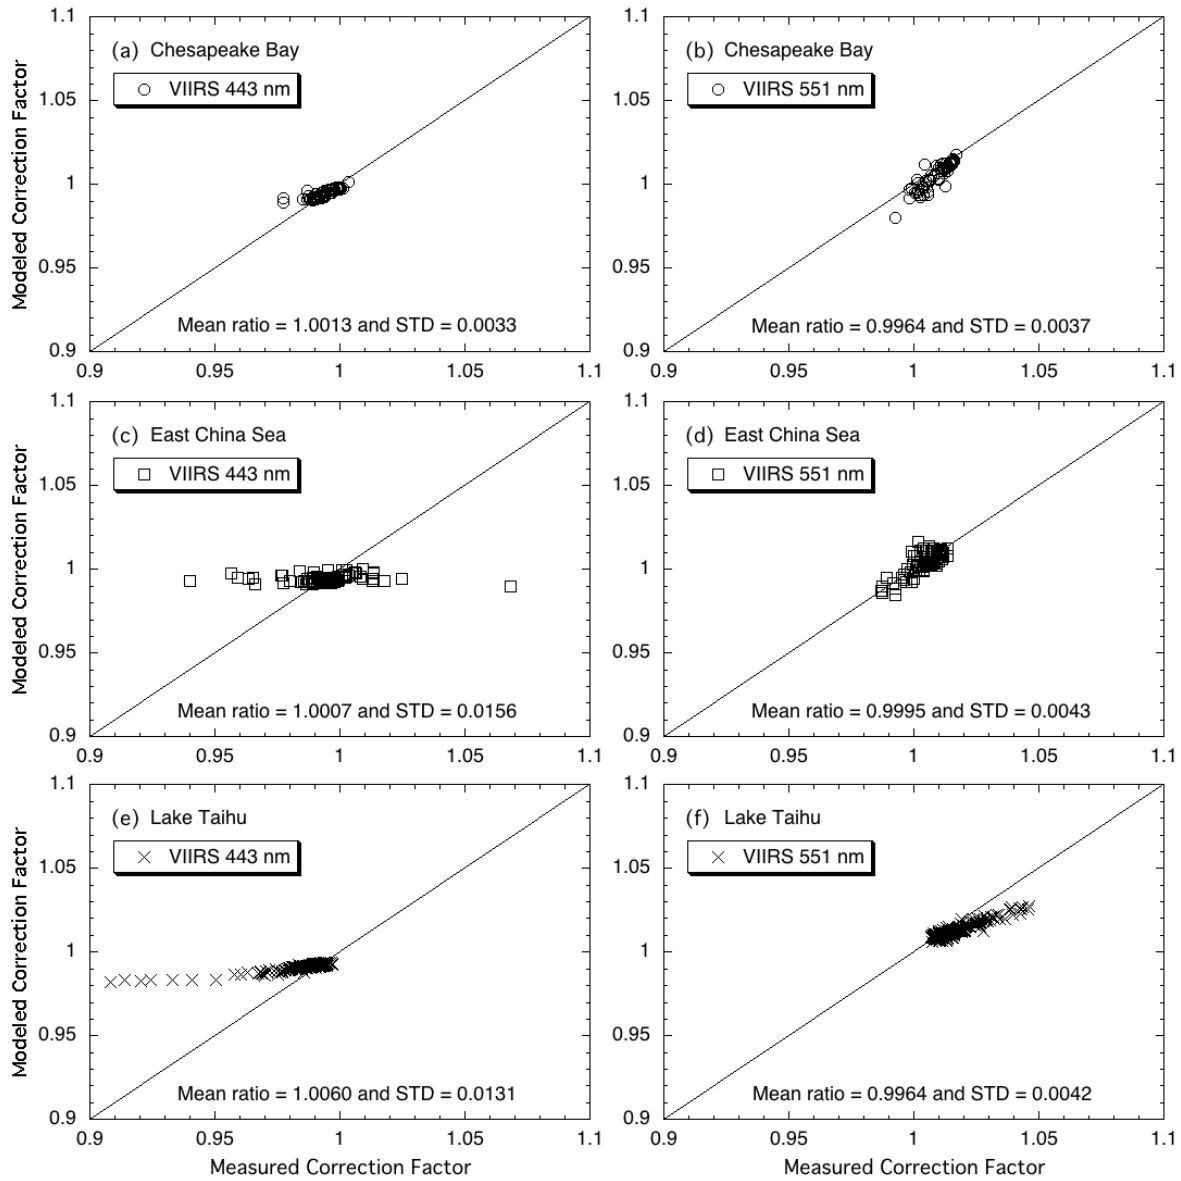 1.1
(a) Chesapeake Bay
VIIRS 443 nm
1.05
1
0.95
0.9
Modeled Correction Factor
Mean ratio = 1.0013 and STD = 0.0033
0.9 0.95 1 1.05 1.1
1.1
(b) Chesapeake Bay
VIIRS 551 nm
1.05
1
0.95
0.9
Mean ratio = 0.9964 and STD = 0.0037
0.9 0.95 1 1.05 1.1
1.1
(c) East China Sea
VIIRS 443 nm
1.05
1
0.95
0.9
Modeled Correction Factor
Mean ratio = 1.0007 and STD = 0.0156
0.9 0.95 1 1.05 1.1
1.1
(d) East China Sea
VIIRS 551 nm
1.05
1
0.95
0.9
Mean ratio = 0.9995 and STD = 0.0043
0.9 0.95 1 1.05 1.1
1.1
(e) Lake Taihu
VIIRS 443 nm
1.05
1
0.95
0.9
Modeled Correction Factor
Mean ratio = 1.0060 and STD = 0.0131
0.9 0.95 1 1.05 1.1
Measured Correction Factor
1.1
(f) Lake Taihu
VIIRS 551 nm
1.05
1
0.95
0.9
Mean ratio = 0.9964 and STD = 0.0042
0.9 0.95 1 1.05 1.1
Measured Correction Factor